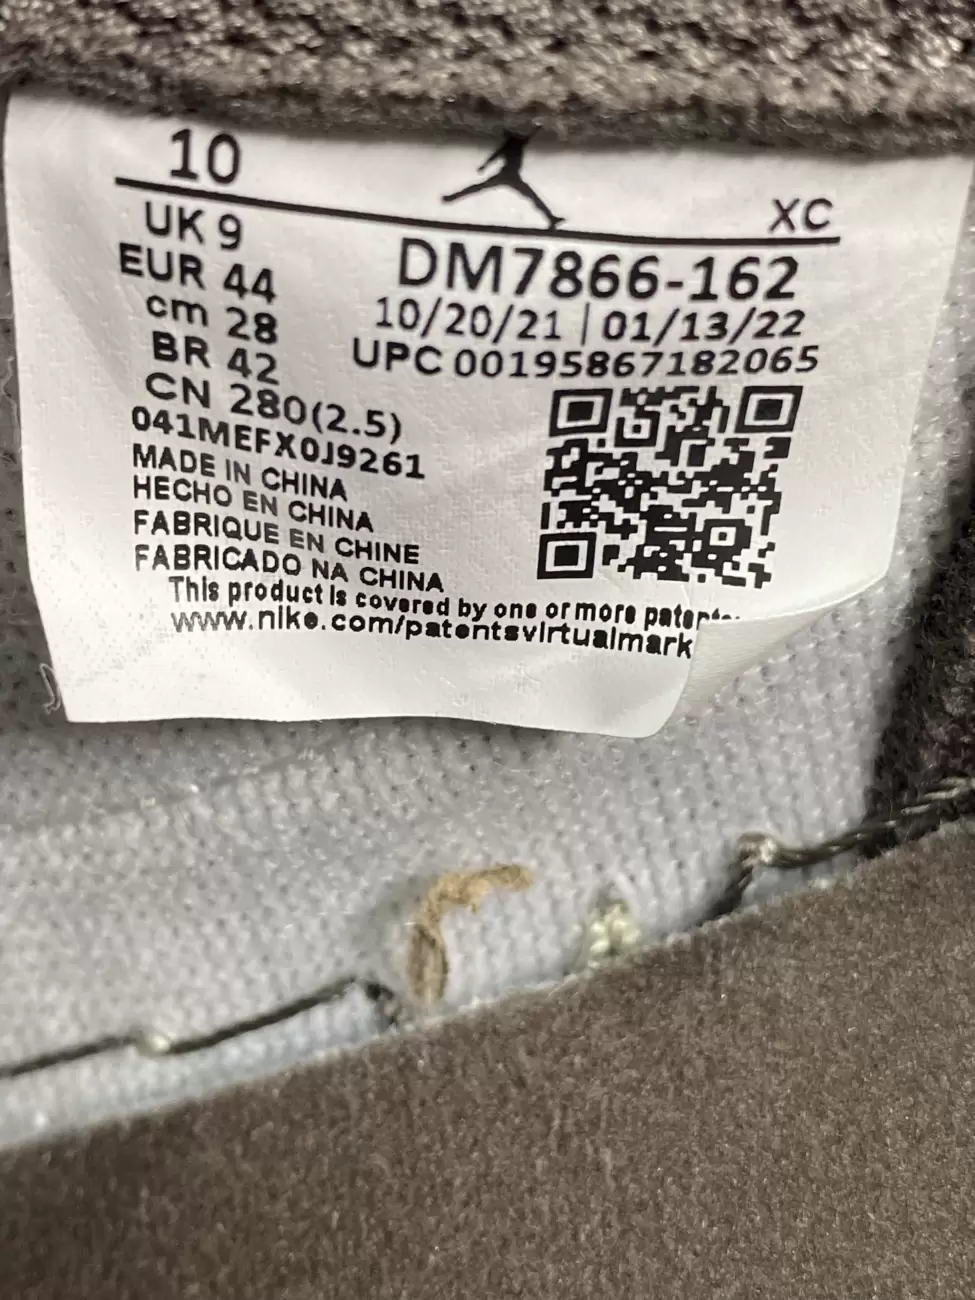 10
XC
UK 9
EUR 44
cm 28
BR 42
CN 280(2.5)
DM7866-162
10/20/21 | 01/13/22
UPC 00195867182065
041MEFX0J9261
MADE IN CHINA
HECHO EN CHINA
FABRIQUE EN CHINE
FABRICADO NA CHINA
This product is covered by one or more
www.nike.com/patentsvirtualmark